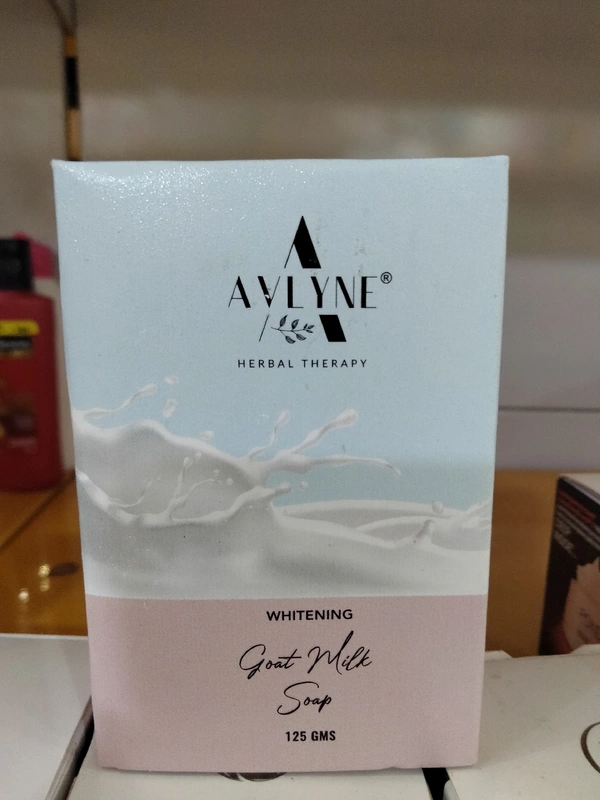 AVLYNE®
HERBAL THERAPY
WHITENING
Goat Milk
Soap
125 GMS